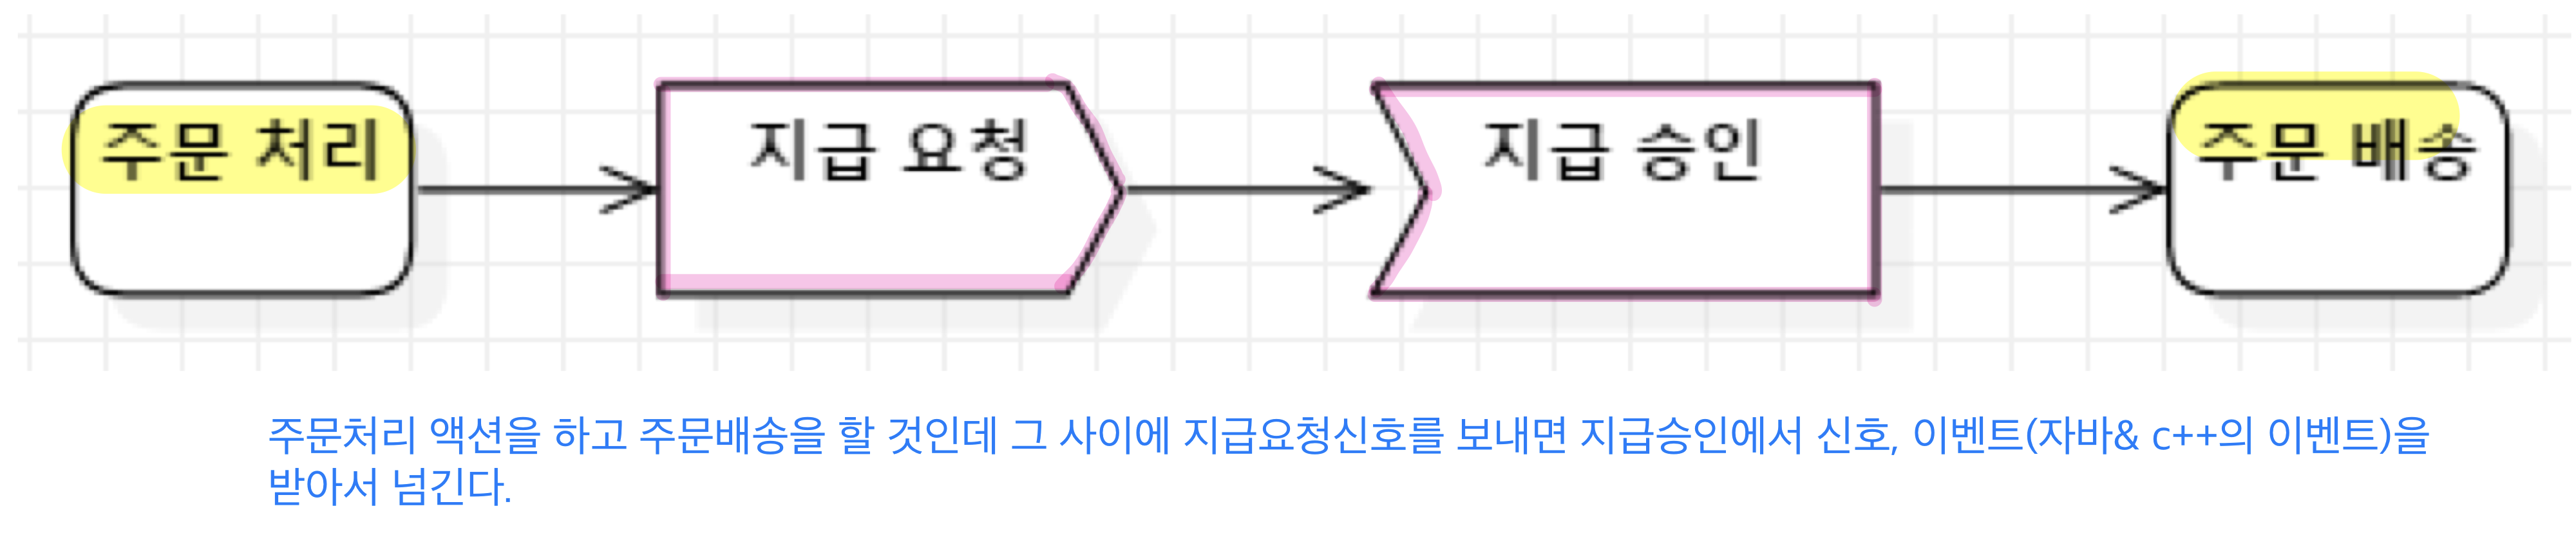 주문 처리
지급 요청
지급 승인
주문 배송
주문처리 액션을 하고 주문배송을 할 것인데 그 사이에 지급요청신호를 보내면 지급승인에서 신호, 이벤트(자바& c++의 이벤트)을
받아서 넘긴다.